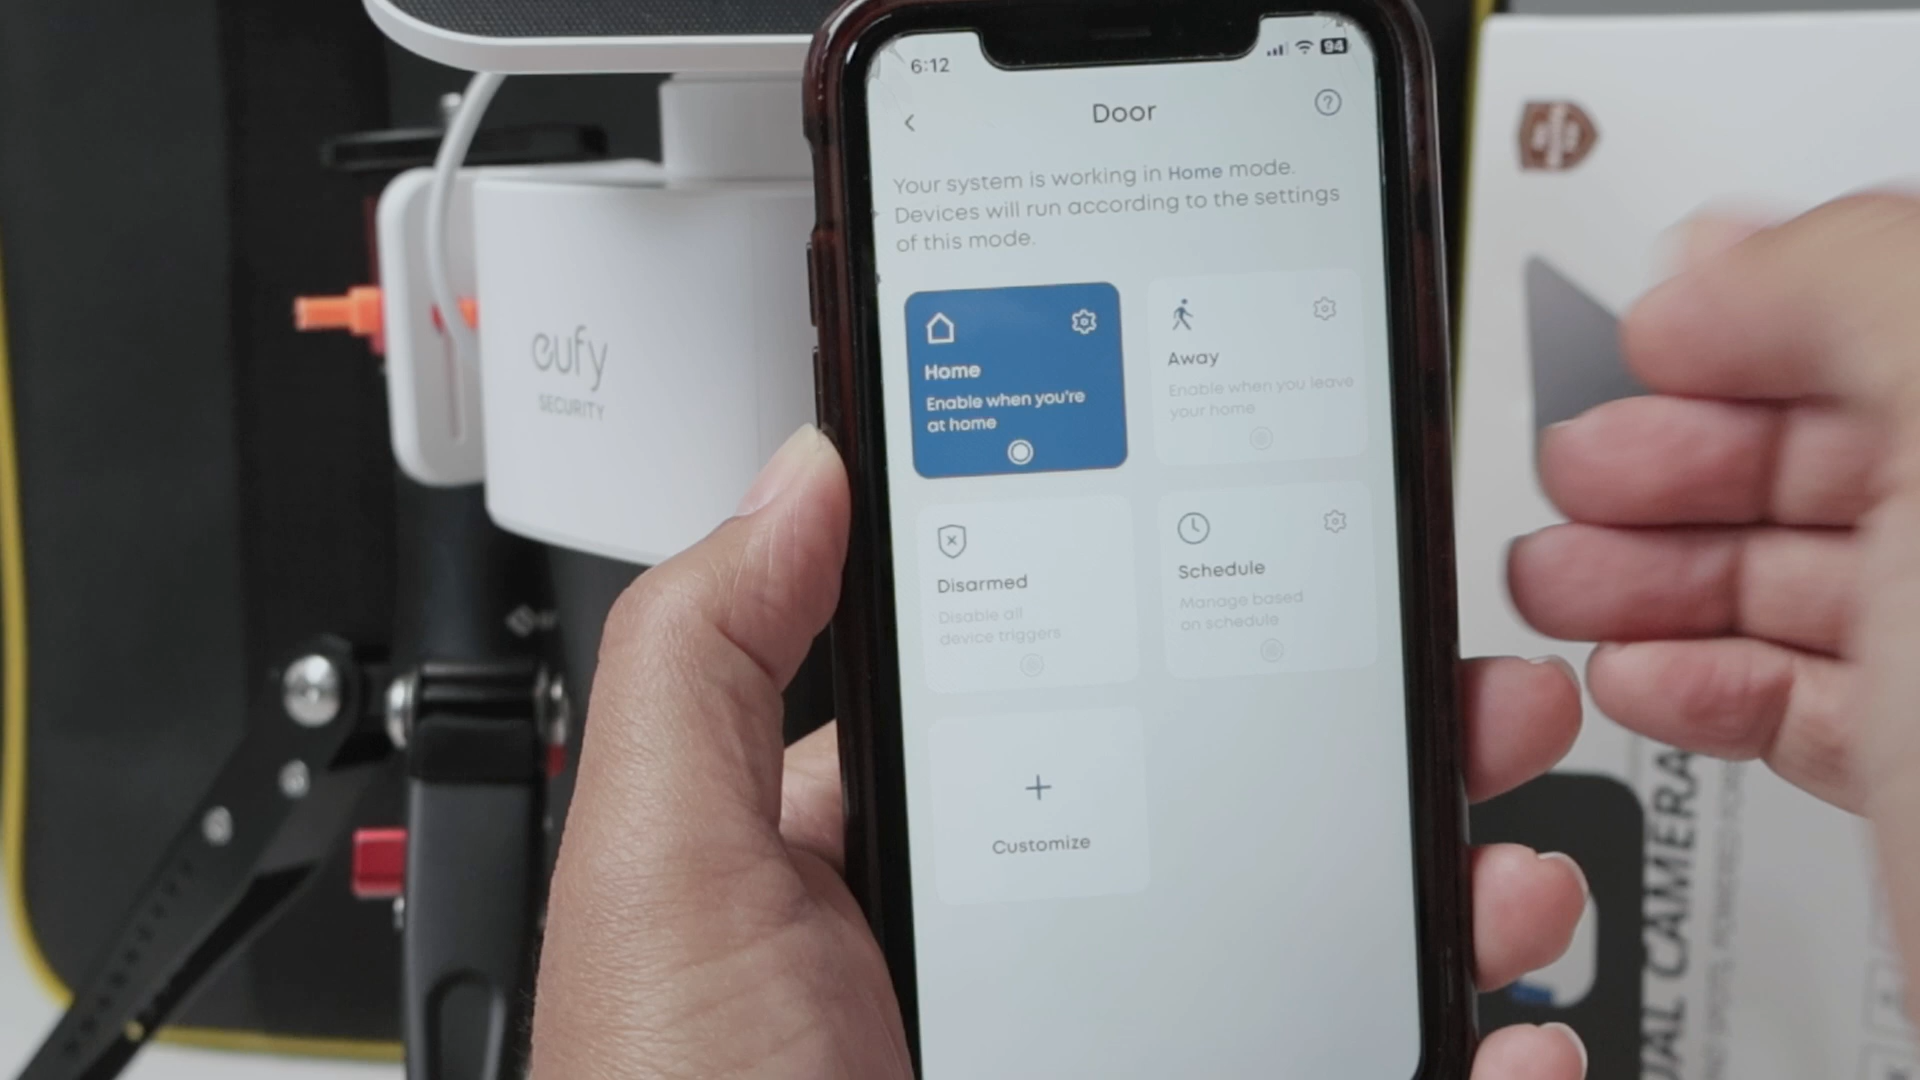 6:12
94
Door
Your system is working in Home mode.
Devices will run according to the settings
of this mode.
Home
Enable when you're
at home
Away
Enable when you leave
your home
Disarmed
Disable all
device triggers
Schedule
Manage based
on schedule
Customize
eufy
SECURITY
DUAL CAMERA